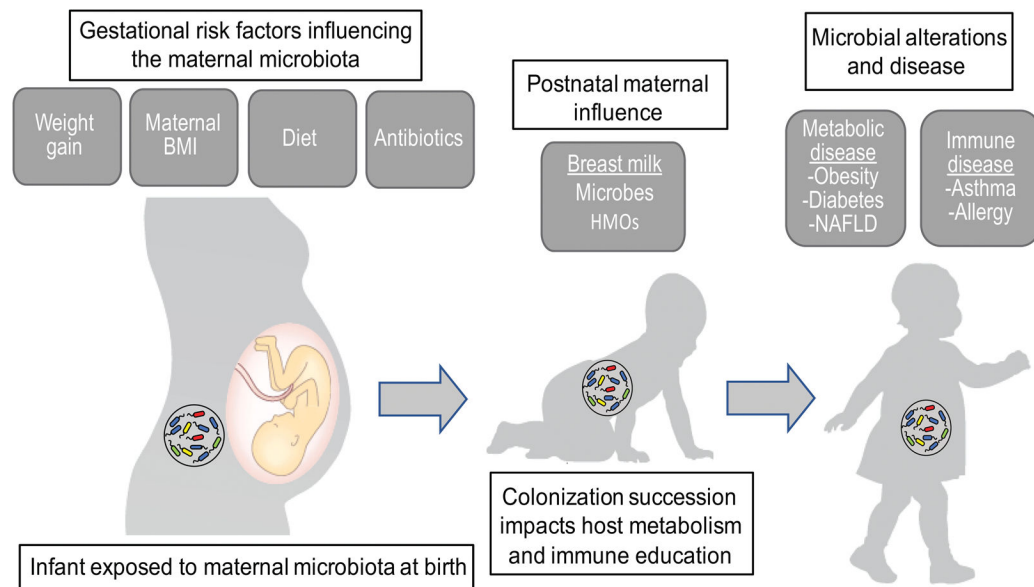 Gestational risk factors influencing
the maternal microbiota
Weight
gain
Maternal
BMI
Diet
Antibiotics
Infant exposed to maternal microbiota at birth
Postnatal maternal
influence
Breast milk
Microbes
HMOs
Colonization succession
impacts host metabolism
and immune education
Microbial alterations
and disease
Metabolic
disease
-Obesity
-Diabetes
-NAFLD
Immune
disease
-Asthma
-Allergy